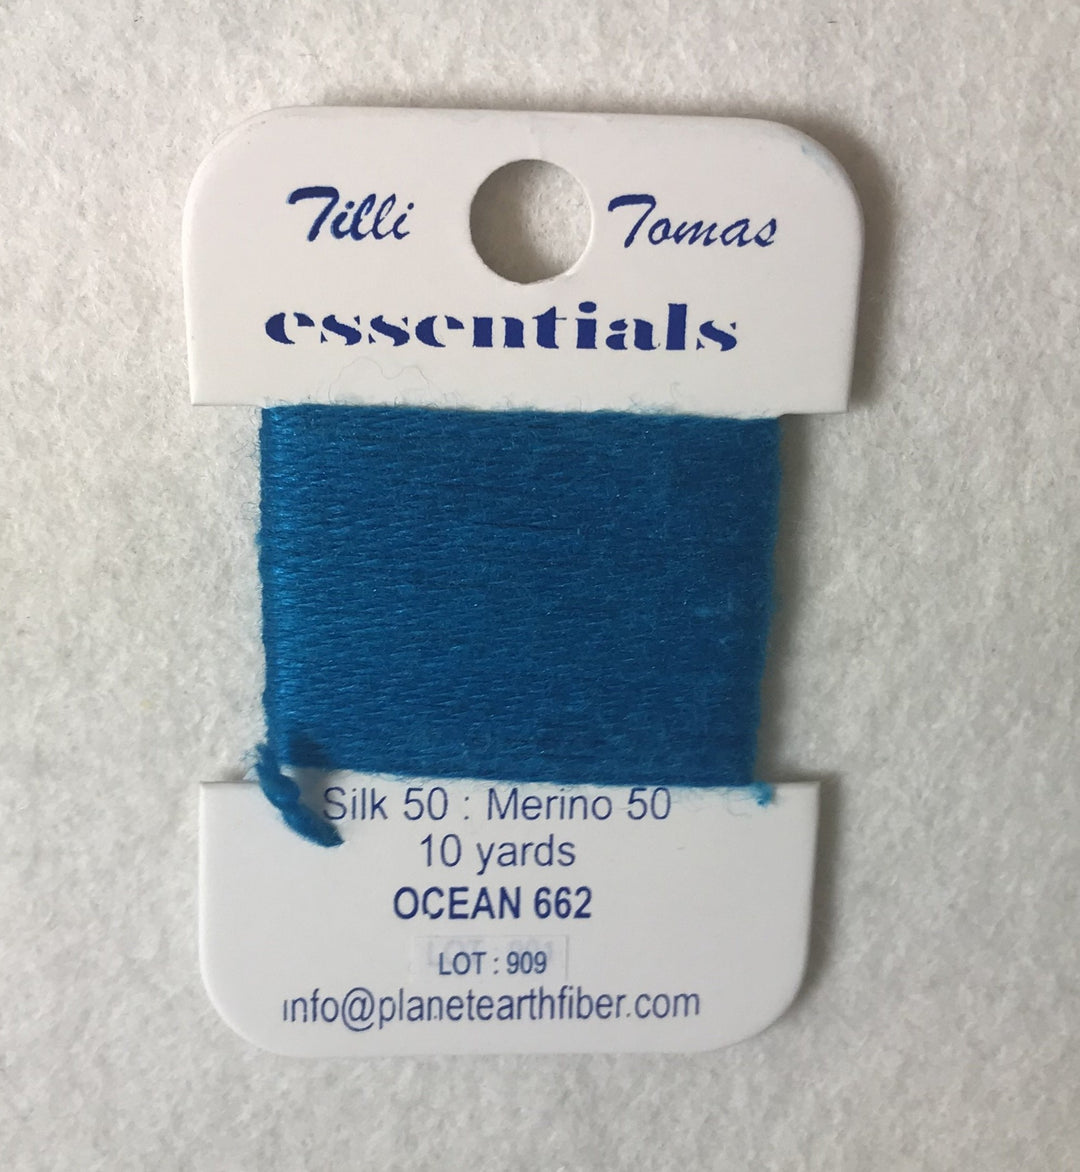 Tilli Tomas
essentials
Silk 50 : Merino 50
10 yards
OCEAN 662
LOT : 909
info@planetearthfiber.com